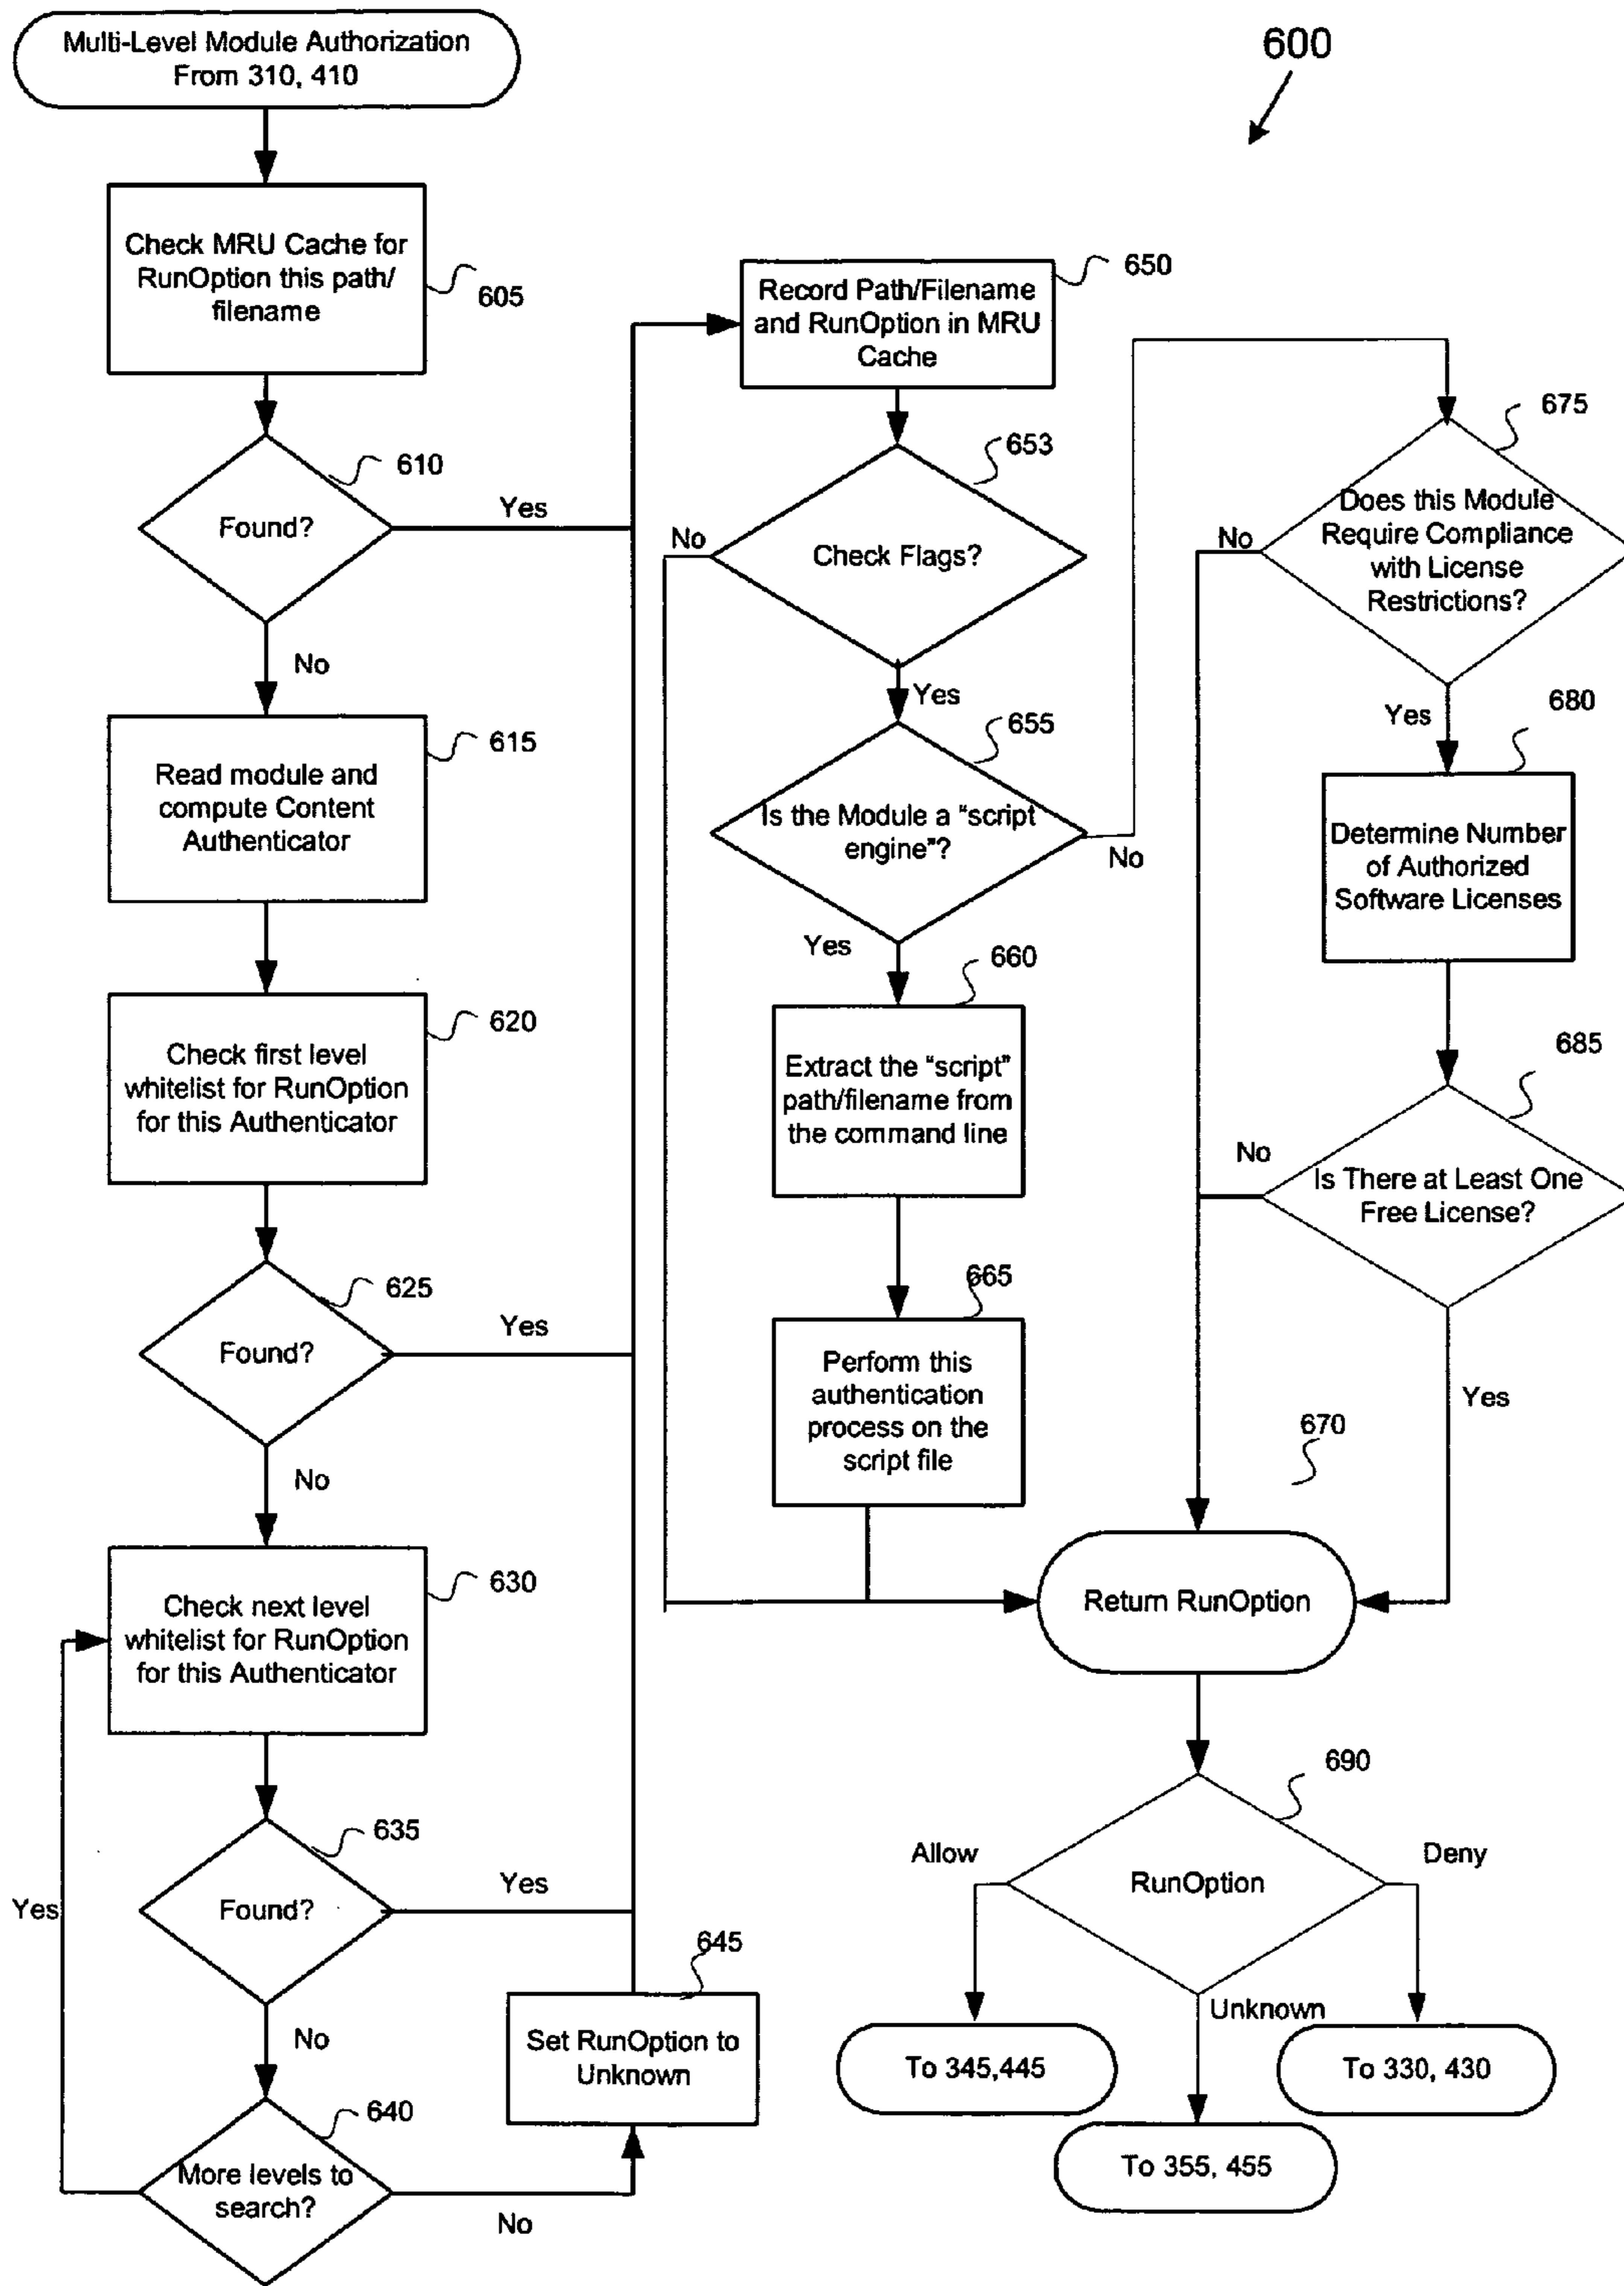 Multi-Level Module Authorization
From 310, 410
600
Check MRU Cache for
RunOption this path/
filename
605
610
Found?
Yes
No
Read module and
compute Content
Authenticator
615
Check first level
whitelist for RunOption
for this Authenticator
620
625
Found?
Yes
No
Check next level
whitelist for RunOption
for this Authenticator
630
635
Found?
Yes
Yes
No
640
More levels to
search?
No
645
Set RunOption to
Unknown
650
Record Path/Filename
and RunOption in MRU
Cache
653
No
Check Flags?
Yes
655
Is the Module a "script
engine"?
No
Yes
660
Extract the "script"
path/filename from
the command line
665
Perform this
authentication
process on the
script file
675
Does this Module
Require Compliance
with License
Restrictions?
No
Yes
680
Determine Number
of Authorized
Software Licenses
685
No
Is There at Least One
Free License?
Yes
670
Return RunOption
690
Allow
RunOption
Deny
Unknown
To 345,445
To 330, 430
To 355, 455